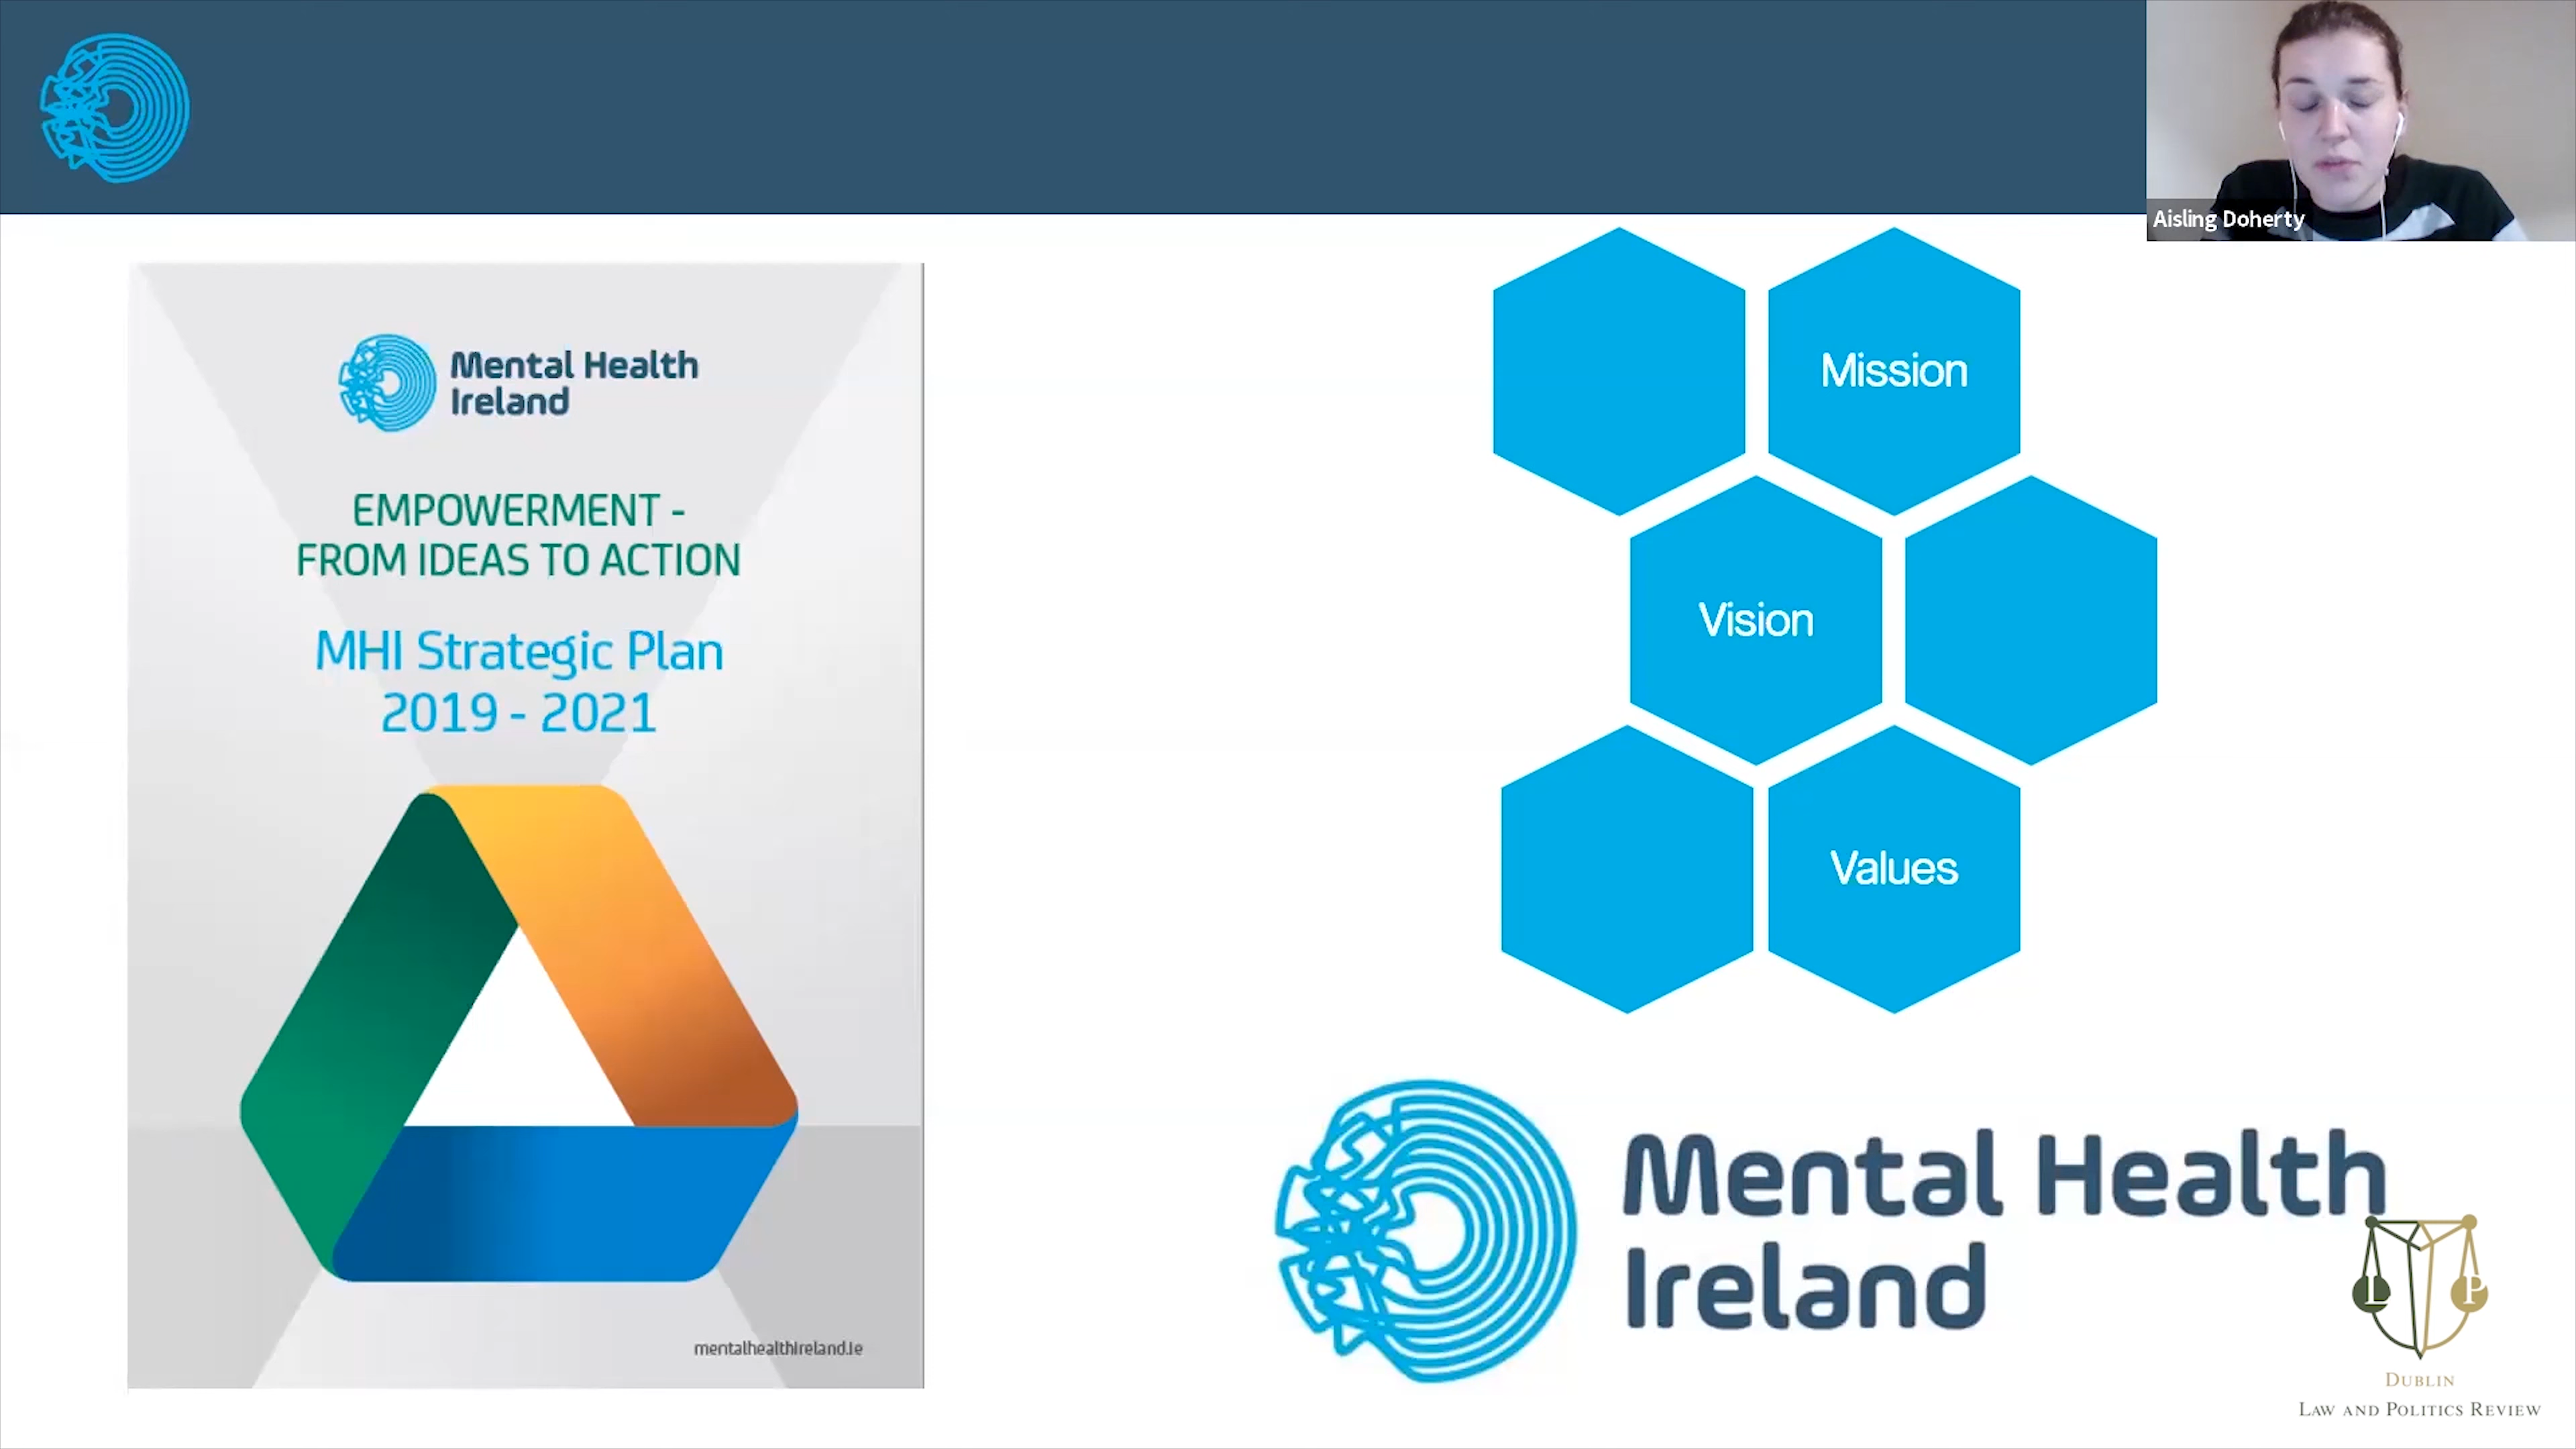 Aisling Doherty
Mental Health
Ireland
EMPOWERMENT -
FROM IDEAS TO ACTION
MHI Strategic Plan
2019 - 2021
mentalhealthireland.ie
Mission
Vision
Values
Mental Health
Ireland
L P
DUBLIN
LAW AND POLITICS REVIEW